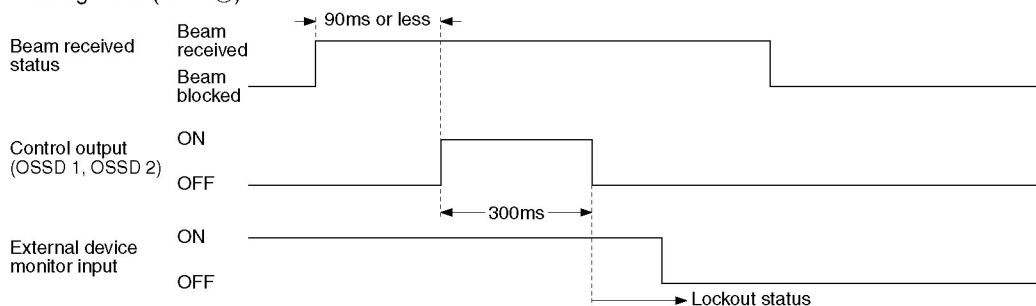 90ms or less
Beam received
status
Beam
received
Beam
blocked
Control output
(OSSD 1, OSSD 2)
ON
OFF
300ms
External device
monitor input
ON
OFF
Lockout status